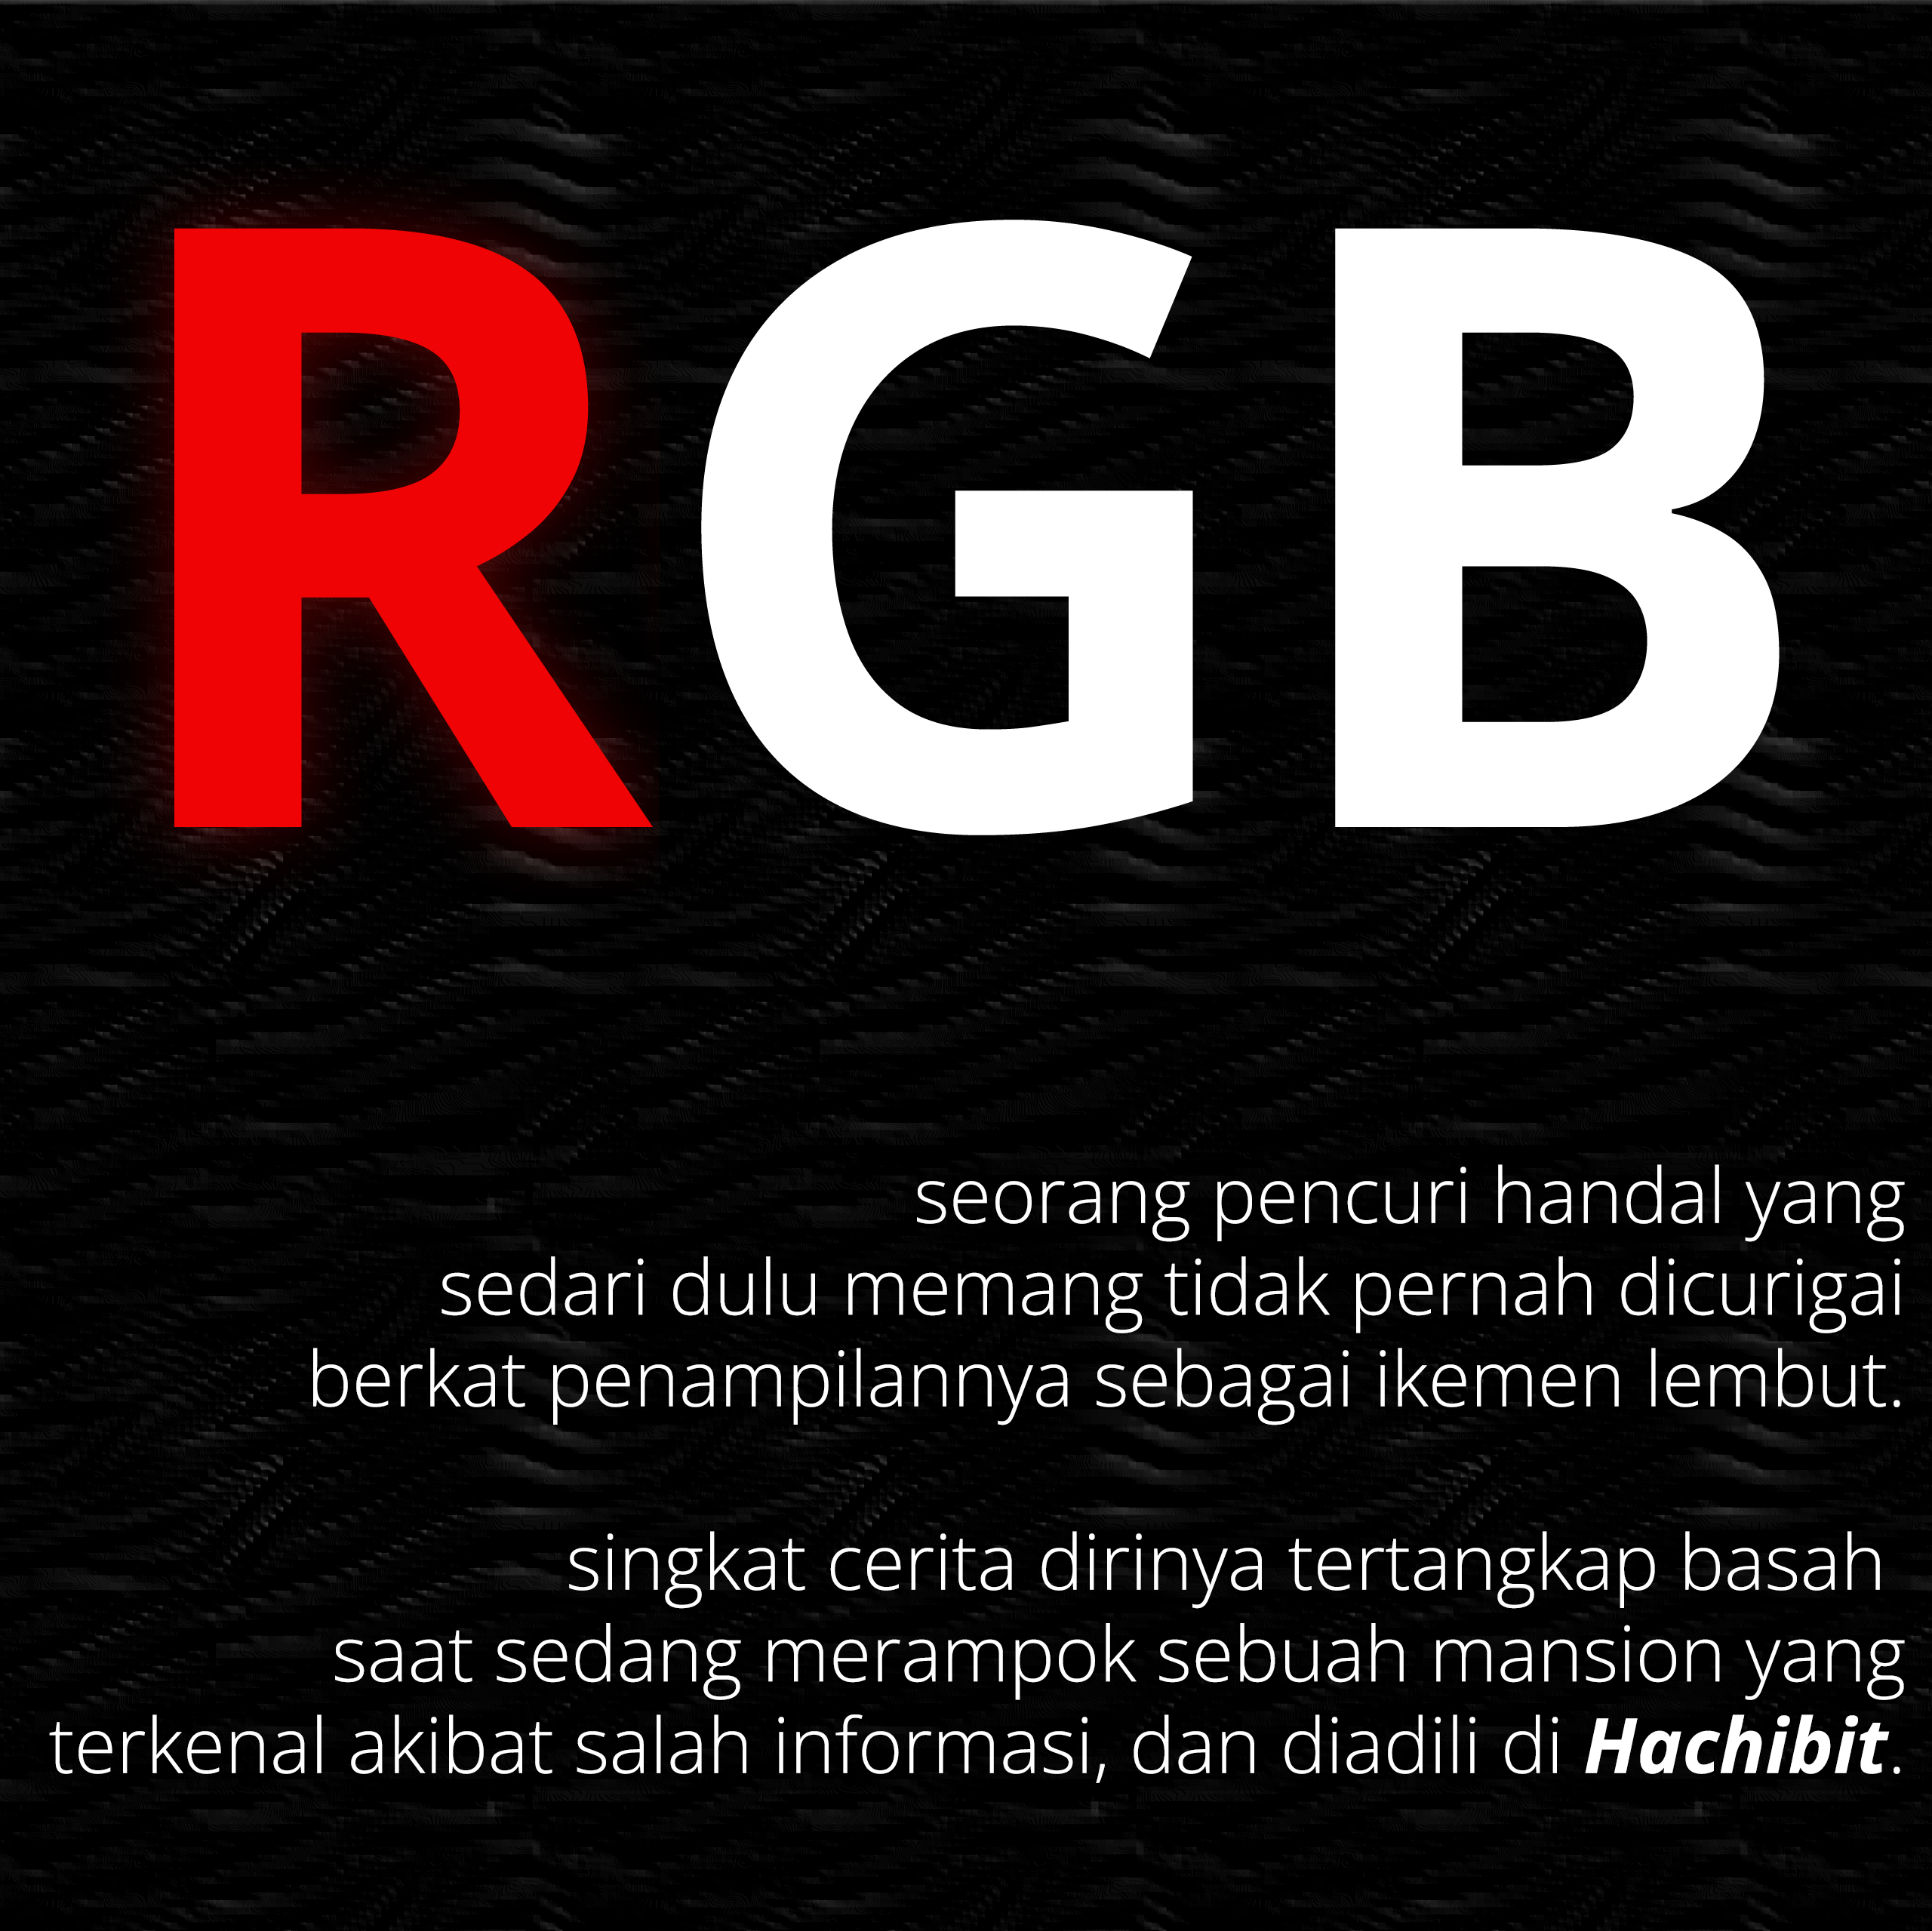 RGB
seorang pencuri handal yang
sedari dulu memang tidak pernah dicurigai
berkat penampilannya sebagai ikemen lembut.
singkat cerita dirinya tertangkap basah
saat sedang merampok sebuah mansion yang
terkenal akibat salah informasi, dan diadili di Hachibit.